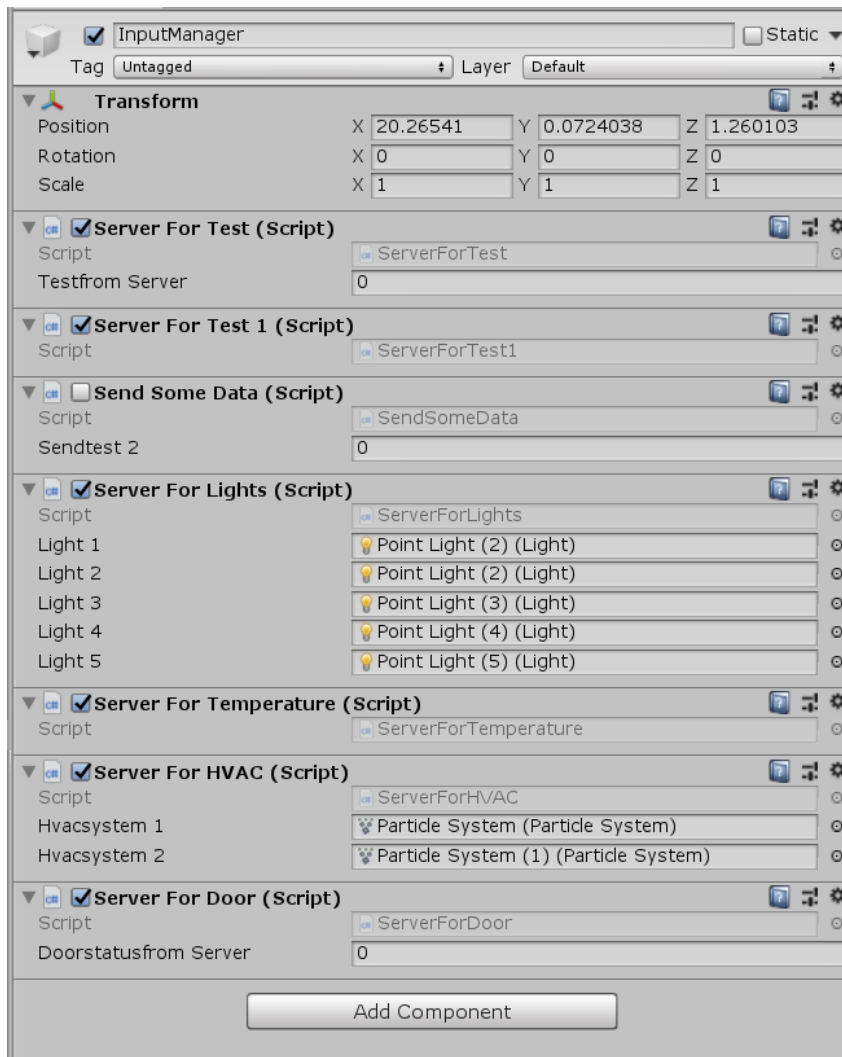 InputManager Static
Tag Untagged Layer Default
Transform
Position X 20.26541 Y 0.0724038 Z 1.260103
Rotation X 0 Y 0 Z 0
Scale X 1 Y 1 Z 1
Server For Test (Script)
Script ServerForTest
Testfrom Server 0
Server For Test 1 (Script)
Script ServerForTest1
Send Some Data (Script)
Script SendSomeData
Sendtest 2 0
Server For Lights (Script)
Script ServerForLights
Light 1 Point Light (2) (Light)
Light 2 Point Light (2) (Light)
Light 3 Point Light (3) (Light)
Light 4 Point Light (4) (Light)
Light 5 Point Light (5) (Light)
Server For Temperature (Script)
Script ServerForTemperature
Server For HVAC (Script)
Script ServerForHVAC
Hvacsystem 1 Particle System (Particle System)
Hvacsystem 2 Particle System (1) (Particle System)
Server For Door (Script)
Script ServerForDoor
Doorstatusfrom Server 0
Add Component